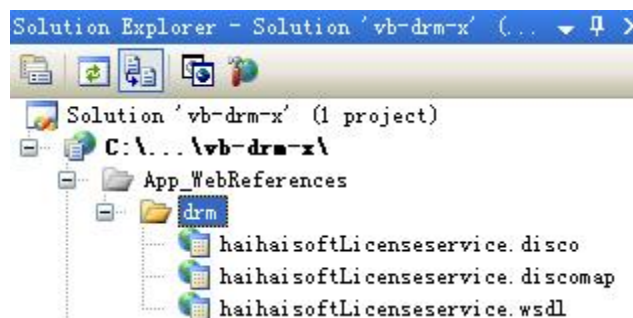 Solution Explorer - Solution 'vb-drm-x' (...
Solution 'vb-drm-x' (1 project)
C:\...\vb-drm-x\
App_WebReferences
drm
haihaisoftLicenseservice.disco
haihaisoftLicenseservice.discomap
haihaisoftLicenseservice.wsdl